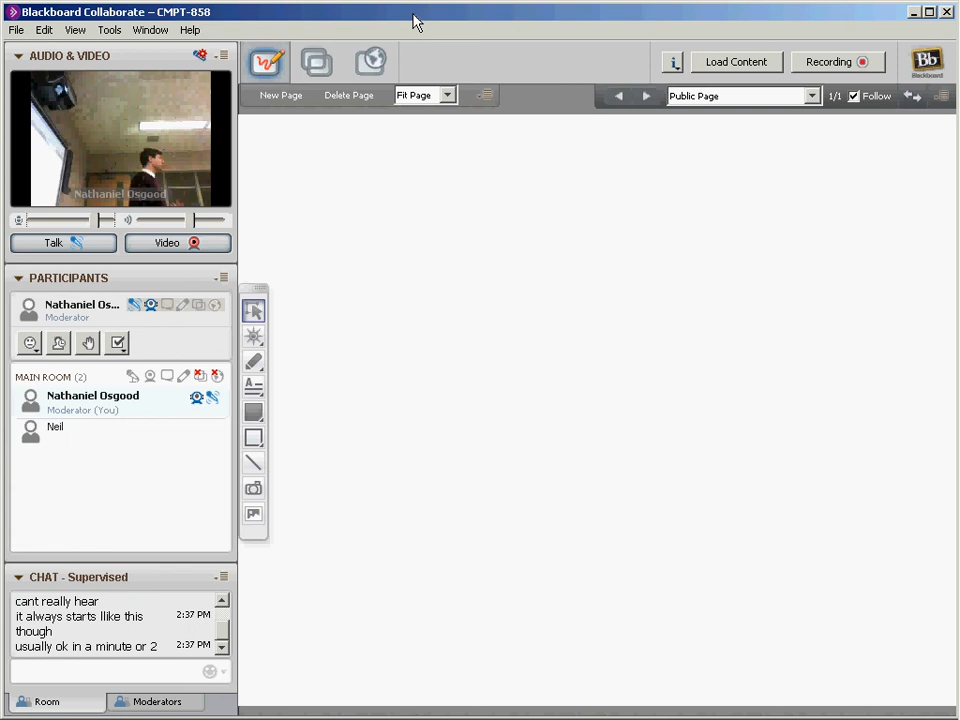 Blackboard Collaborate – CMPT-858
File Edit View Tools Window Help
AUDIO & VIDEO
Nathaniel Osgood
Talk Video
PARTICIPANTS
Nathaniel Os...
Moderator
MAIN ROOM (2)
Nathaniel Osgood
Moderator (You)
Neil
CHAT - Supervised
cant really hear
it always starts llike this 2:37 PM
though
usually ok in a minute or 2 2:37 PM
Room Moderators
i Load Content Recording Bb
Blackboard
New Page Delete Page Fit Page Public Page 1/1 Follow
A